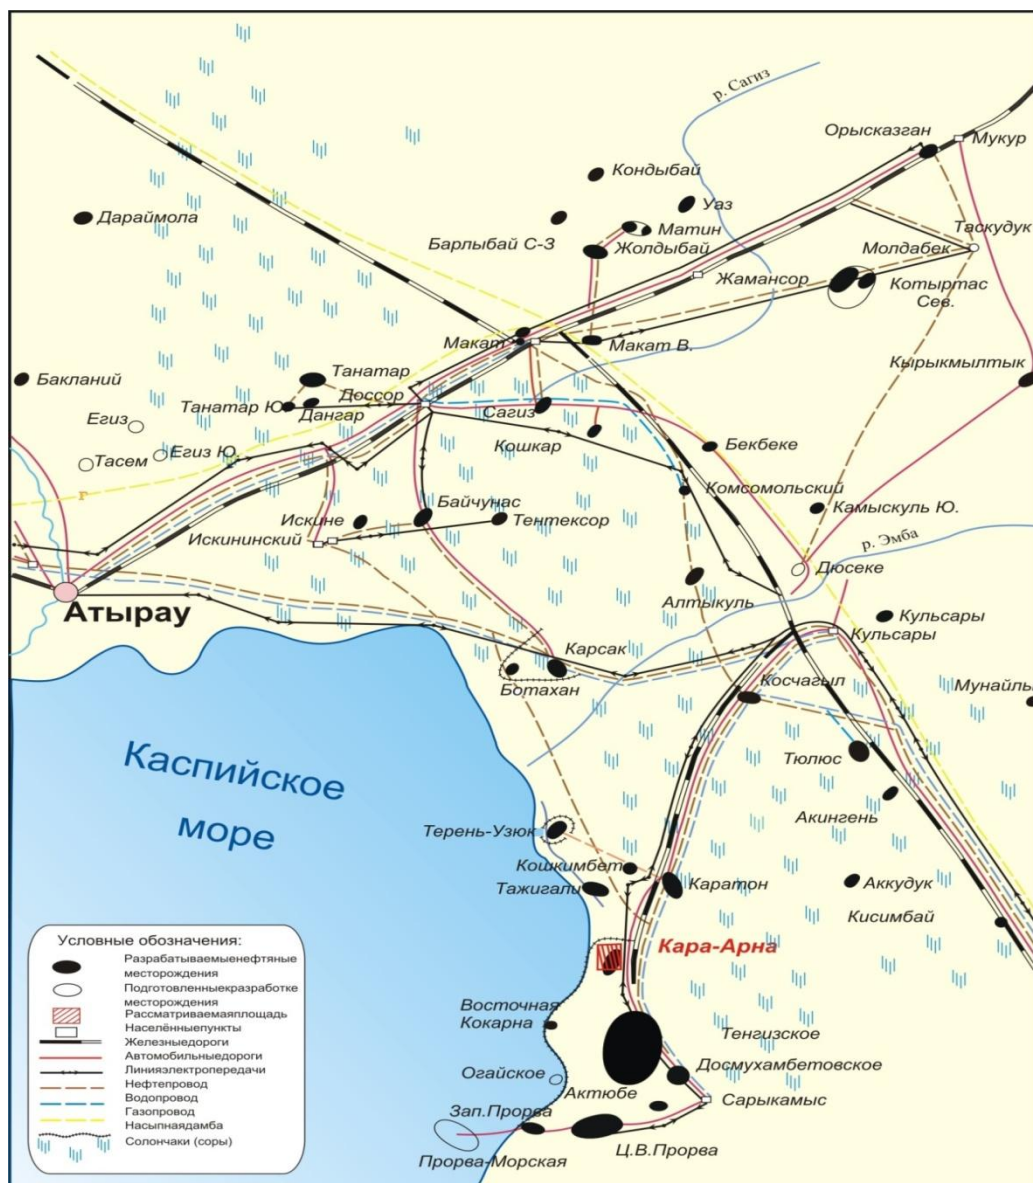 р. Сагиз
Орысказган
Мукур
Кондыбай
Уаз
Дараймола
Матин
Барлыбай С-З
Жолдыбай
Таскудук
Молдабек
Жамансор
Котыртас
Сев.
Макат
Макат В.
Кырыкмылтык
Танатар
Бакланий
Доссор
Танатар Ю.
Дангар
Сагиз
Егиз
Кошкар
Бекбеке
Егиз Ю.
Тасем
Комсомольский
г
Байчунас
Камыскуль Ю.
Искине
Тентексор
Искининский
р. Эмба
Дюсеке
Алтыкуль
Атырау
Кульсары
Кульсары
Карсак
Ботахан
Косчагыл
Мунайлы
Каспийское
море
Тюлюс
Акингень
Терень-Узюк
Кошкимбет
Тажигали
Каратон
Аккудук
Кисимбай
Кара-Арна
Восточная
Кокарна
Тенгизское
Досмухамбетовское
Огайское
Актюбе
Сарыкамыс
Зап.Прорва
Ц.В.Прорва
Прорва-Морская
Условные обозначения:
Разрабатываемыенефтяные
месторождения
Подготовленныекразработке
месторождения
Рассматриваемаяплощадь
Населённыепункты
Железныедороги
Автомобильныедороги
Линияэлектропередачи
Нефтепровод
Водопровод
Газопровод
Насыпнаядамба
Солончаки (соры)